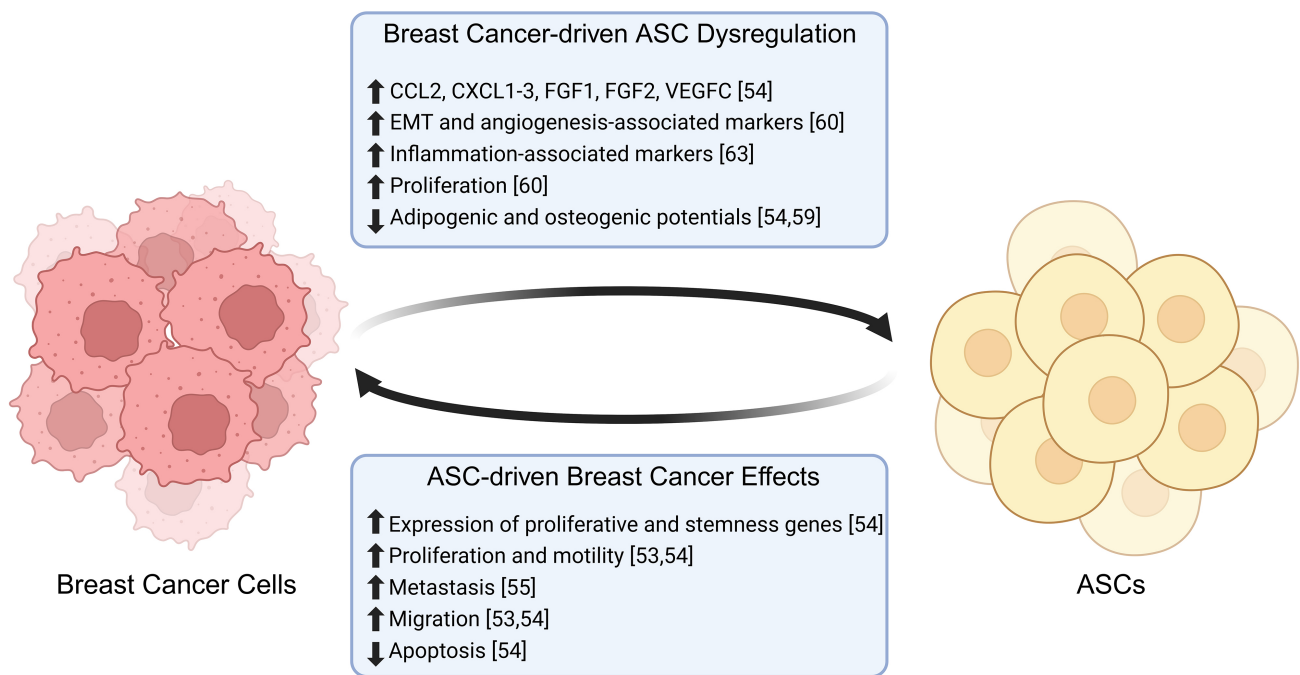 Breast Cancer-driven ASC Dysregulation
CCL2, CXCL1-3, FGF1, FGF2, VEGFC [54]
EMT and angiogenesis-associated markers [60]
Inflammation-associated markers [63]
Proliferation [60]
Adipogenic and osteogenic potentials [54,59]
ASC-driven Breast Cancer Effects
Expression of proliferative and stemness genes [54]
Proliferation and motility [53,54]
Metastasis [55]
Migration [53,54]
Apoptosis [54]
Breast Cancer Cells
ASCs